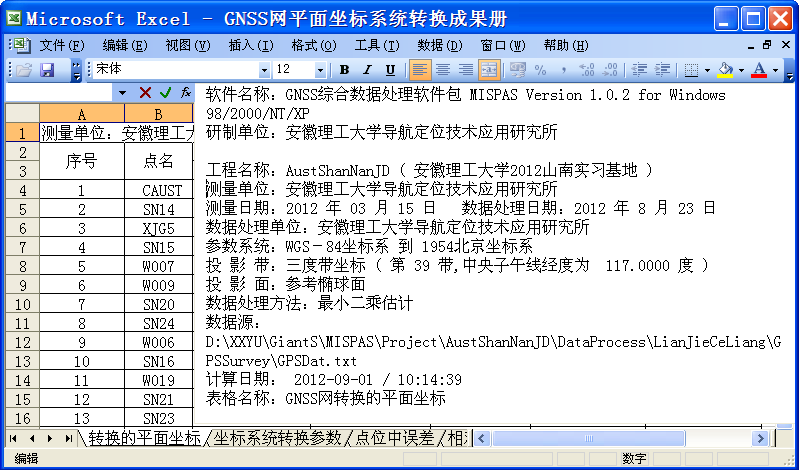 Microsoft Excel - GNSS网平面坐标系统转换成果册
文件(F) 编辑(E) 视图(V) 插入(I) 格式(O) 工具(T) 数据(D) 窗口(W) 帮助(H)
宋体 12 B I U
软件名称：GNSS综合数据处理软件包 MISPAS Version 1.0.2 for Windows
98/2000/NT/XP
研制单位：安徽理工大学导航定位技术应用研究所
工程名称：AustShanNanJD ( 安徽理工大学2012山南实习基地 )
测量单位：安徽理工大学导航定位技术应用研究所
测量日期：2012 年 03 月 15 日 数据处理日期：2012 年 8 月 23 日
数据处理单位：安徽理工大学导航定位技术应用研究所
参数系统：WGS－84坐标系 到 1954北京坐标系
投 影 带：三度带坐标 ( 第 39 带,中央子午线经度为 117.0000 度 )
投 影 面：参考椭球面
数据处理方法：最小二乘估计
数据源：
D:\XXYU\GiantS\MISPAS\Project\AustShanNanJD\DataProcess\LianJieCeLiang\G
PSSurvey\GPSDat.txt
计算日期： 2012-09-01 / 10:14:39
表格名称：GNSS网转换的平面坐标
A B
1 测量单位：安徽理工大
2 序号 点名
3
4 1 CAUST
5 2 SN14
6 3 XJG5
7 4 SN15
8 5 W007
9 6 W009
10 7 SN20
11 8 SN24
12 9 W006
13 10 SN16
14 11 W019
15 12 SN21
16 13 SN23
转换的平面坐标 坐标系统转换参数 点位中误差
编辑 数字